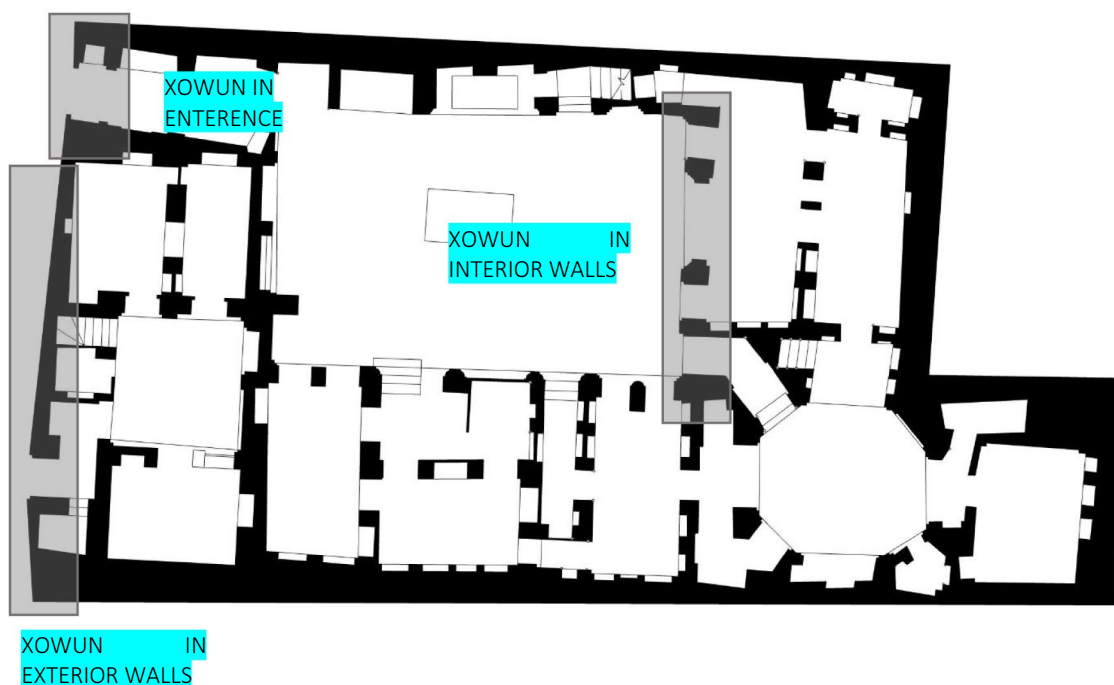 XOWUN IN
ENTERENCE
XOWUN IN
INTERIOR WALLS
XOWUN IN
EXTERIOR WALLS